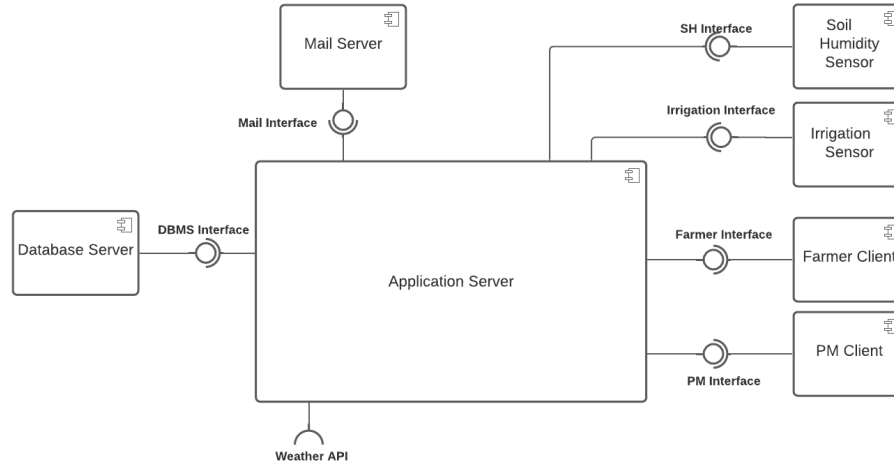 Mail Server
Mail Interface
SH Interface
Soil
Humidity
Sensor
Irrigation Interface
Irrigation
Sensor
Database Server
DBMS Interface
Application Server
Farmer Interface
Farmer Client
PM Client
PM Interface
Weather API